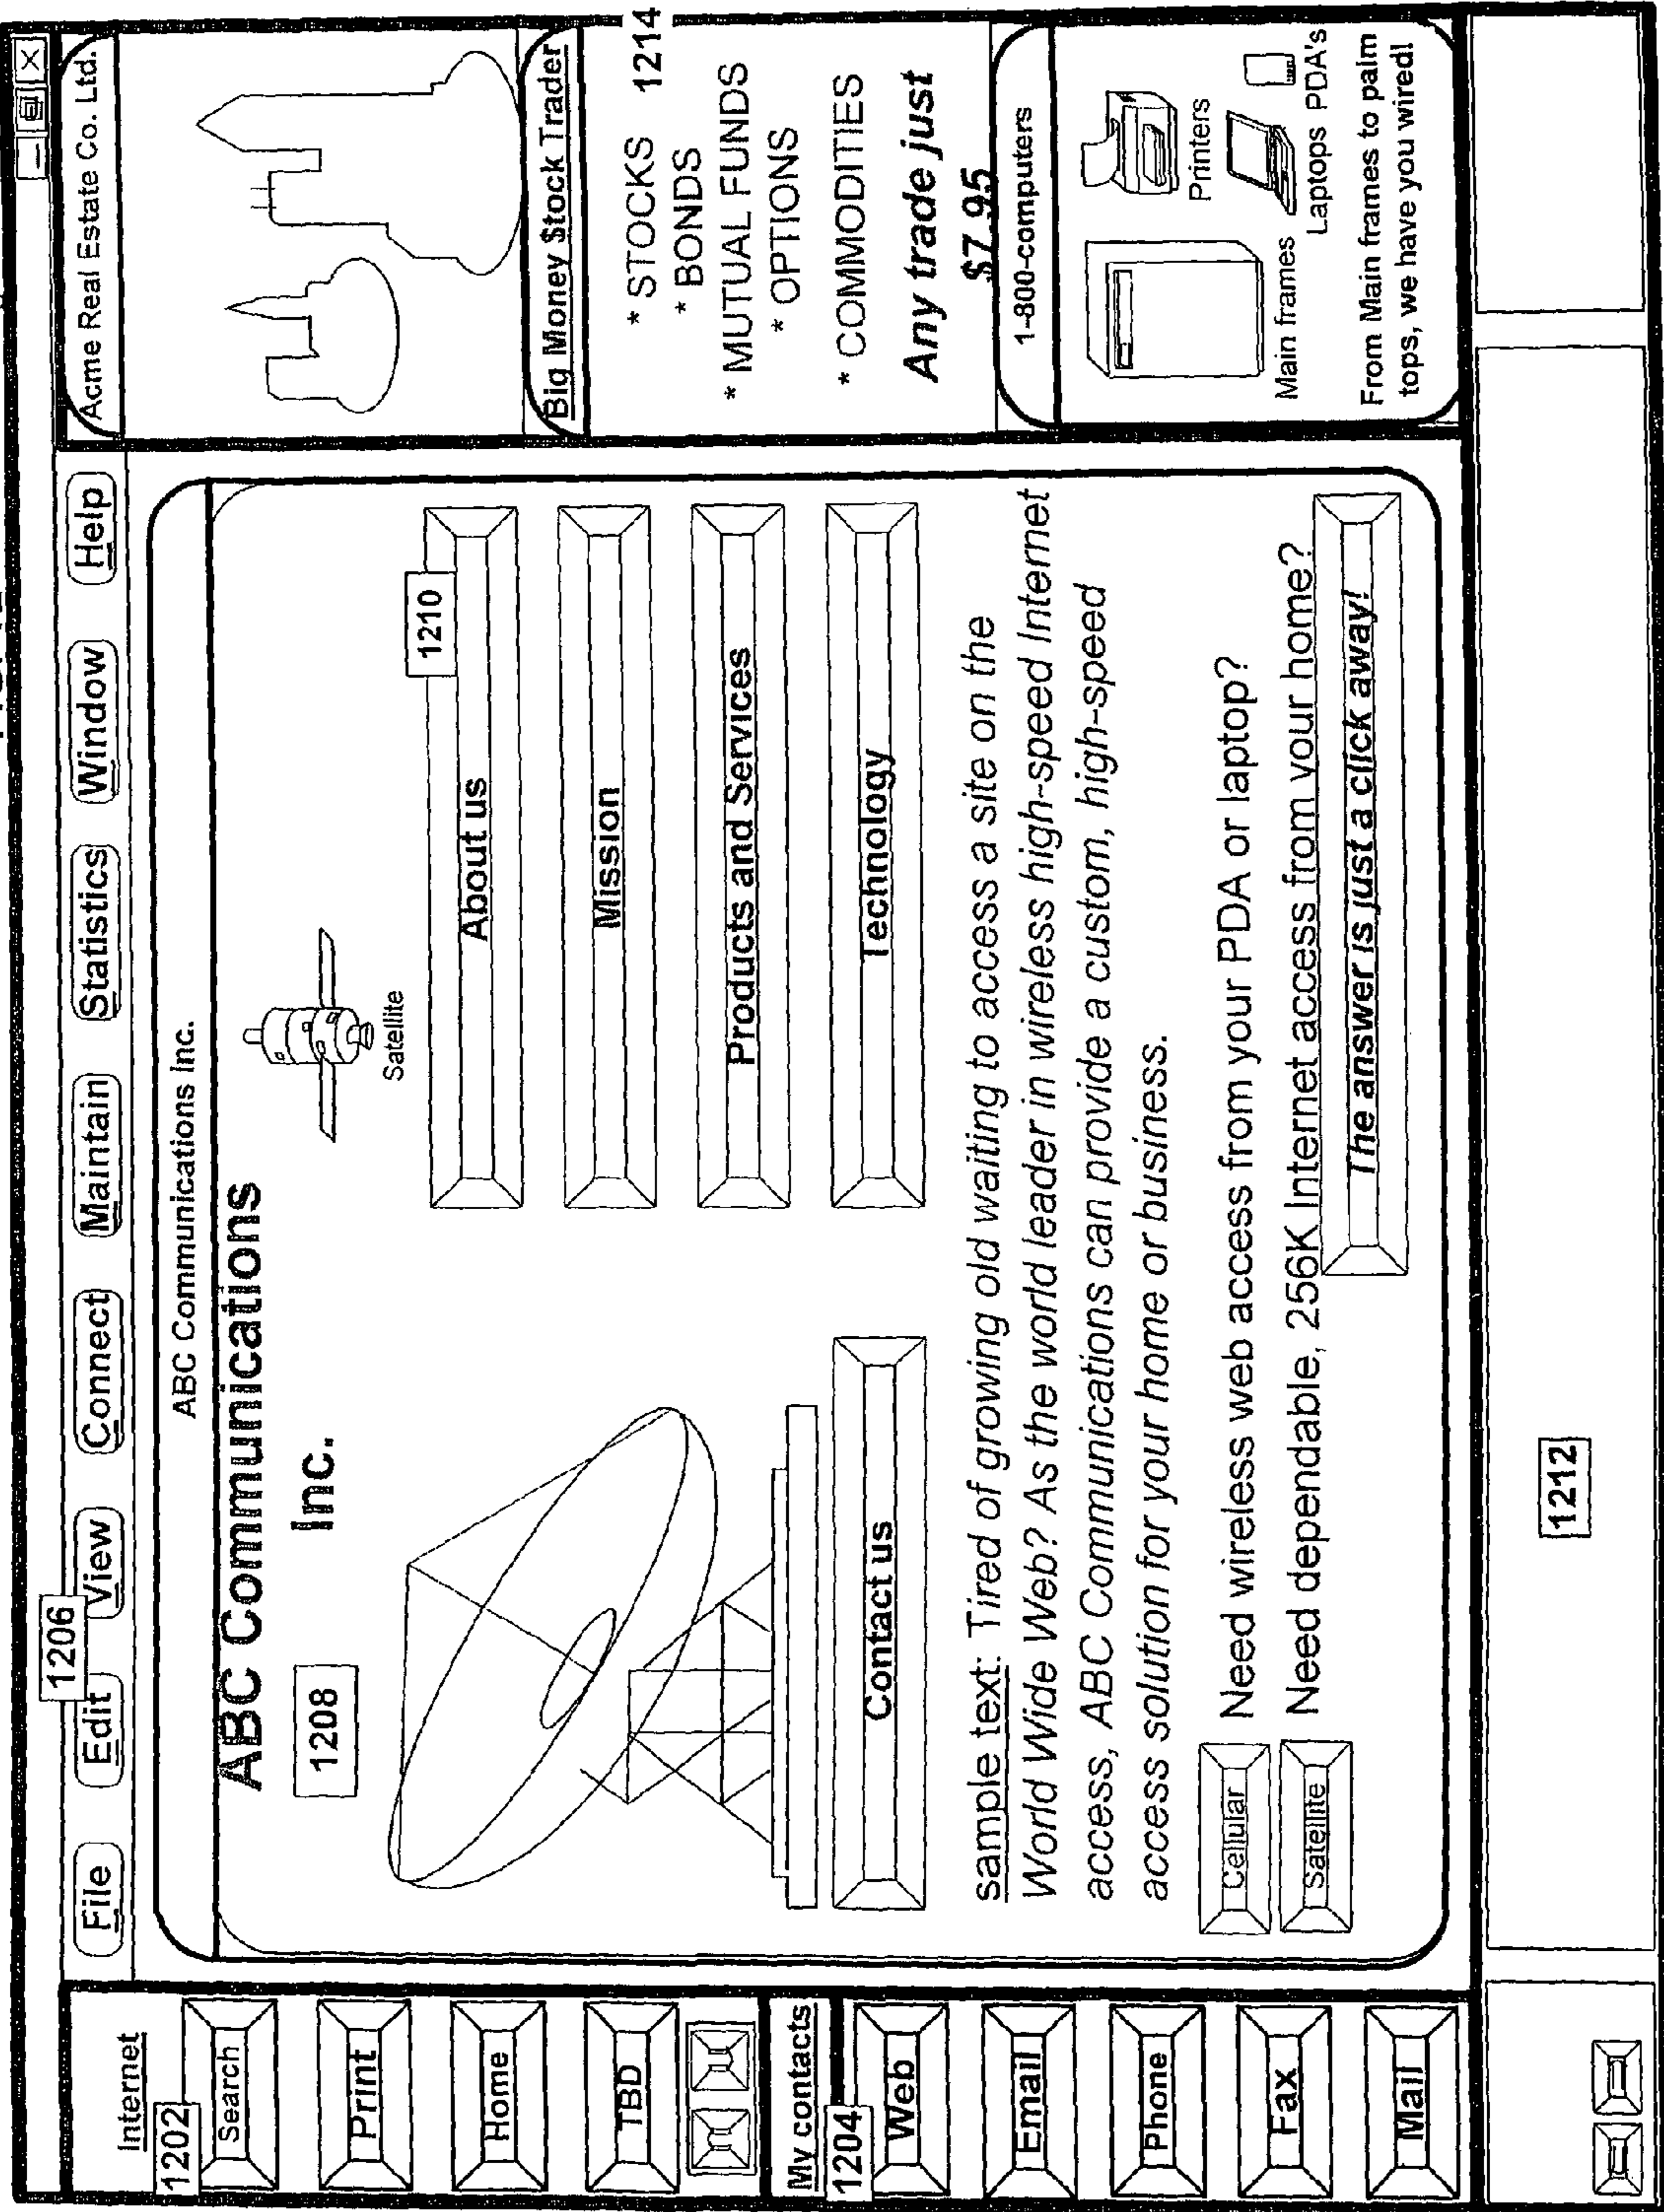 1206
File Edit View Connect Maintain Statistics Window Help
Internet
1202
Search
Print
Home
TBD
My contacts
1204
Web
Email
Phone
Fax
Mail
ABC Communications Inc.
ABC Communications
Inc.
1208
Satellite
1210
About us
Mission
Products and Services
Technology
Contact us
sample text: Tired of growing old waiting to access a site on the
World Wide Web? As the world leader in wireless high-speed Internet
access, ABC Communications can provide a custom, high-speed
access solution for your home or business.
Cellular Need wireless web access from your PDA or laptop?
Satellite Need dependable, 256K Internet access from your home?
The answer is just a click away!
Acme Real Estate Co. Ltd.
Big Money $tock Trader
* STOCKS 1214
* BONDS
* MUTUAL FUNDS
* OPTIONS
* COMMODITIES
Any trade just
$7.95
1-800-computers
Printers
Main frames Laptops PDA's
From Main frames to palm
tops, we have you wired!
1212